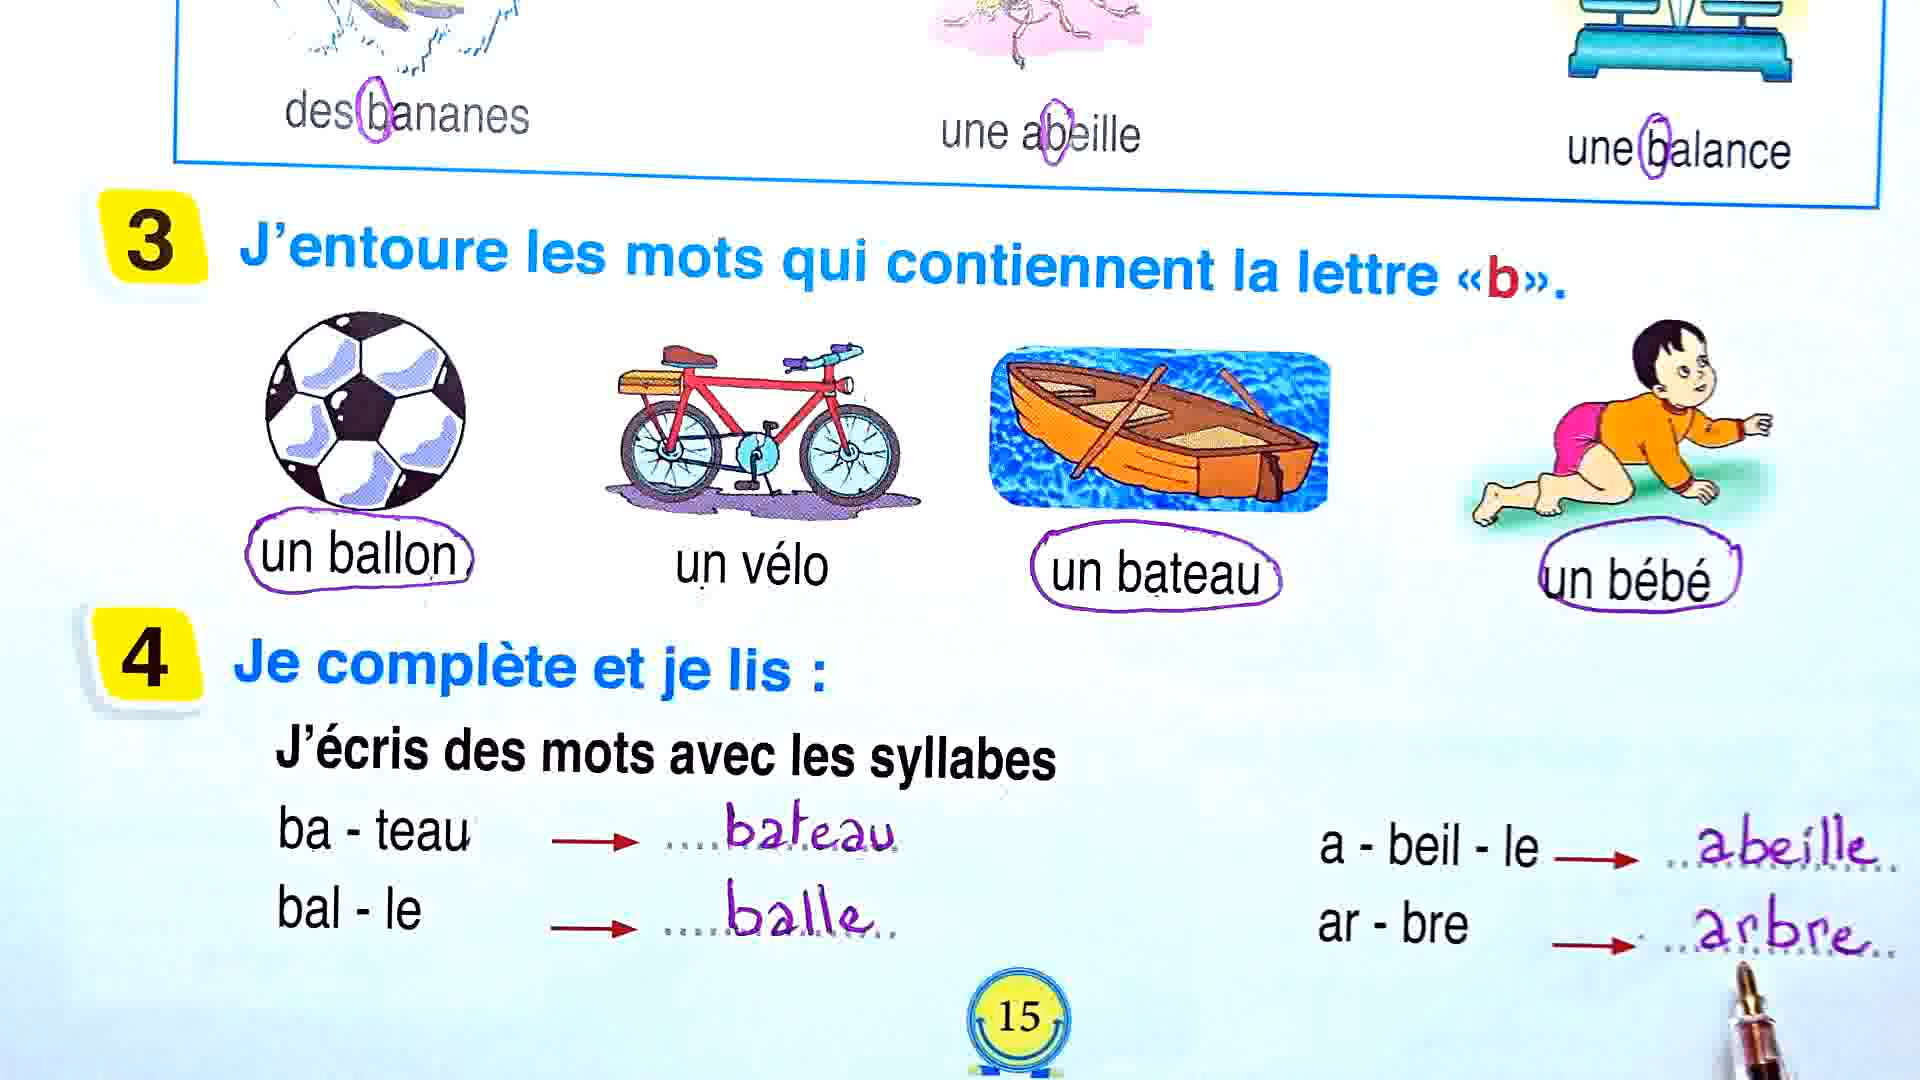 des bananes
une abeille
une balance
3 J'entoure les mots qui contiennent la lettre «b».
un ballon
un vélo
un bateau
un bébé
4 Je complète et je lis :
J'écris des mots avec les syllabes
ba - teau → bateau
a - beil - le → abeille
bal - le → balle
ar - bre → arbre
15